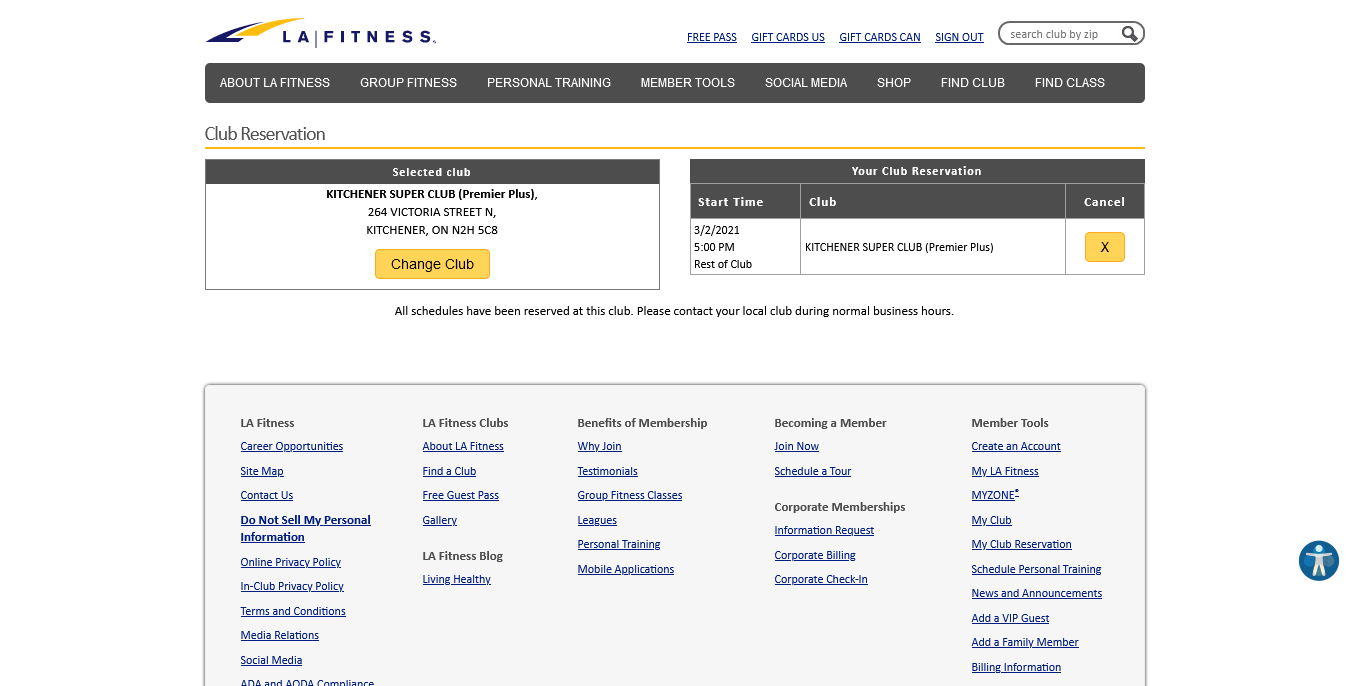 LA|FITNESS.
FREE PASS GIFT CARDS US GIFT CARDS CAN SIGN OUT search club by zip
ABOUT LA FITNESS GROUP FITNESS PERSONAL TRAINING MEMBER TOOLS SOCIAL MEDIA SHOP FIND CLUB FIND CLASS
Club Reservation
Selected club
KITCHENER SUPER CLUB (Premier Plus),
264 VICTORIA STREET N,
KITCHENER, ON N2H 5C8
Change Club
Your Club Reservation
Start Time Club Cancel
3/2/2021
5:00 PM
Rest of Club
KITCHENER SUPER CLUB (Premier Plus)
X
All schedules have been reserved at this club. Please contact your local club during normal business hours.
LA Fitness
Career Opportunities
Site Map
Contact Us
Do Not Sell My Personal
Information
Online Privacy Policy
In-Club Privacy Policy
Terms and Conditions
Media Relations
Social Media
ADA and AODA Compliance
LA Fitness Clubs
About LA Fitness
Find a Club
Free Guest Pass
Gallery
LA Fitness Blog
Living Healthy
Benefits of Membership
Why Join
Testimonials
Group Fitness Classes
Leagues
Personal Training
Mobile Applications
Becoming a Member
Join Now
Schedule a Tour
Corporate Memberships
Information Request
Corporate Billing
Corporate Check-In
Member Tools
Create an Account
My LA Fitness
MYZONE®
My Club
My Club Reservation
Schedule Personal Training
News and Announcements
Add a VIP Guest
Add a Family Member
Billing Information